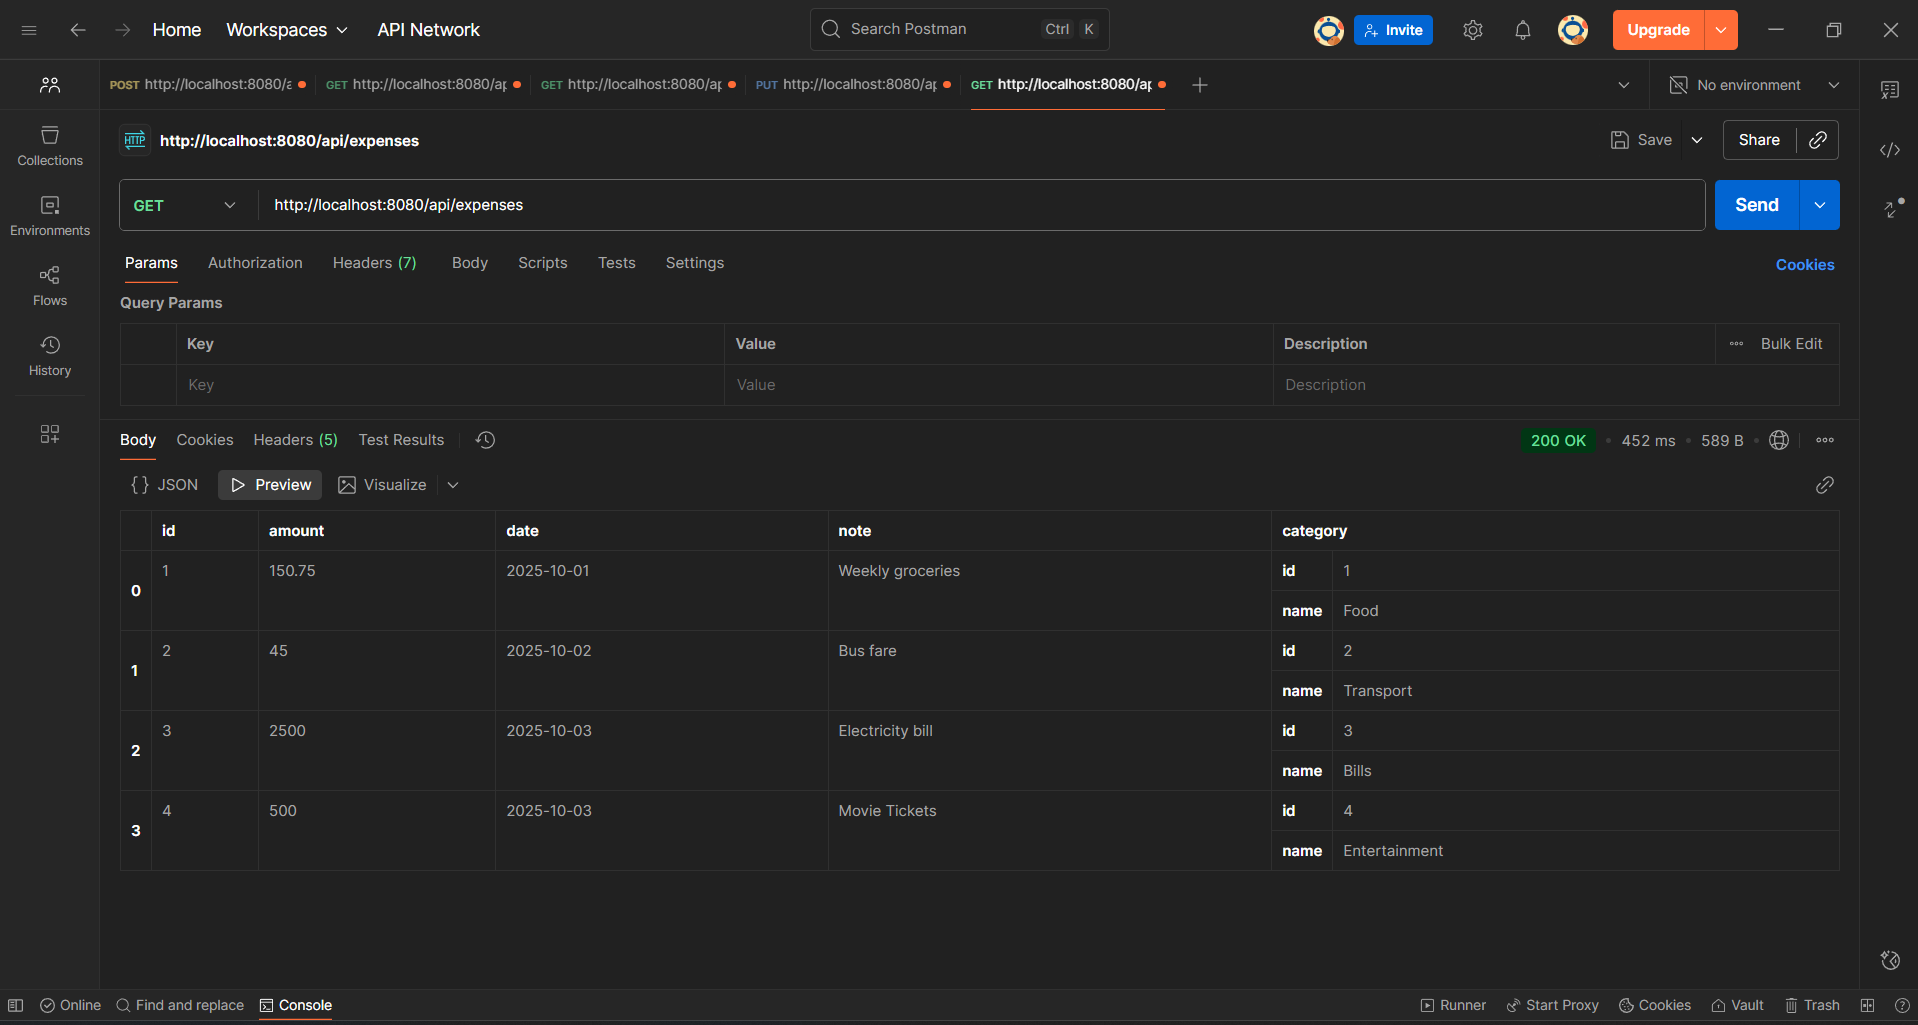 Home Workspaces API Network Search Postman Ctrl K Invite Upgrade
POST http://localhost:8080/a GET http://localhost:8080/ap GET http://localhost:8080/ap PUT http://localhost:8080/ap GET http://localhost:8080/ap No environment
HTTP http://localhost:8080/api/expenses Save Share
Collections
GET http://localhost:8080/api/expenses Send
Environments
Params Authorization Headers (7) Body Scripts Tests Settings Cookies
Flows
Query Params
Key Value Description Bulk Edit
History
Key Value Description
Body Cookies Headers (5) Test Results 200 OK 452 ms 589 B
{} JSON Preview Visualize
id amount date note category
0 1 150.75 2025-10-01 Weekly groceries id 1
name Food
1 2 45 2025-10-02 Bus fare id 2
name Transport
2 3 2500 2025-10-03 Electricity bill id 3
name Bills
3 4 500 2025-10-03 Movie Tickets id 4
name Entertainment
Online Find and replace Console Runner Start Proxy Cookies Vault Trash